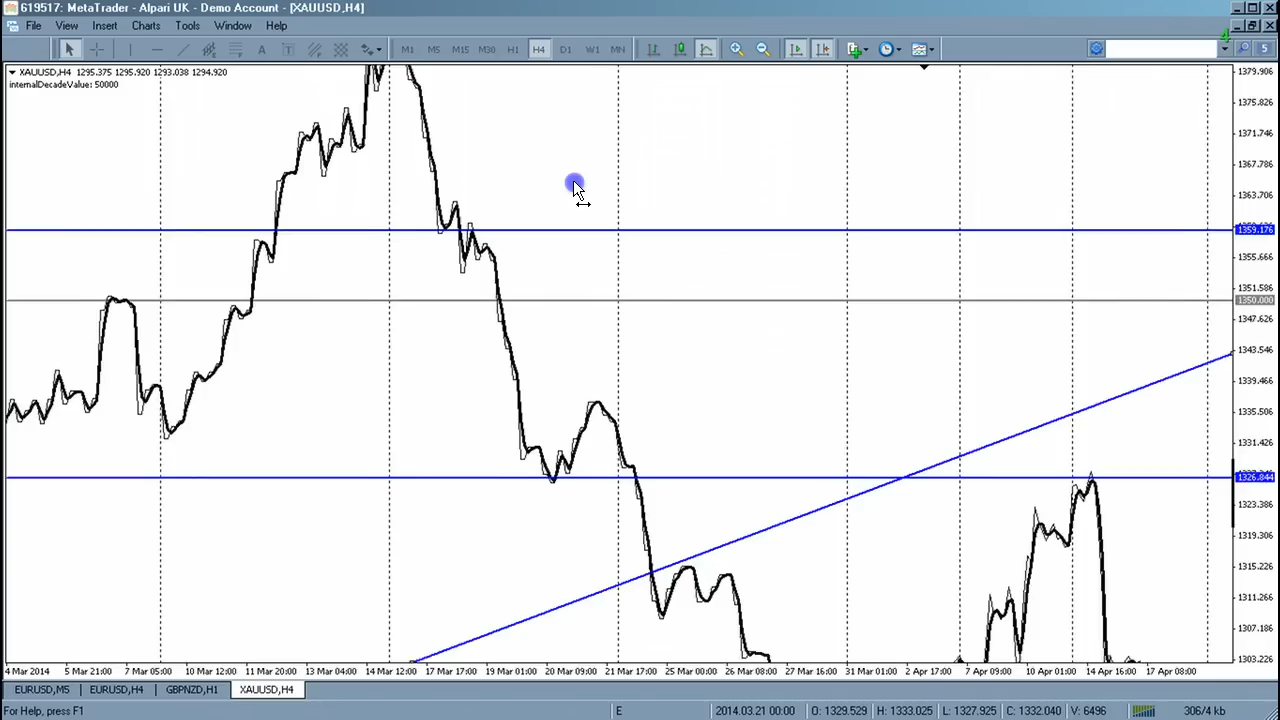 619517: MetaTrader - Alpari UK - Demo Account - [XAUUSD,H4]
File View Insert Charts Tools Window Help
A T M1 M5 M15 M30 H1 H4 D1 W1 MN 5
4
XAUUSD,H4 1295.375 1295.920 1293.038 1294.920
internalDecadeValue: 50000
1379.906
1375.826
1371.746
1367.786
1363.706
1359.176
1355.666
1351.586
1350.000
1347.626
1343.546
1339.466
1335.506
1331.426
1326.844
1323.386
1319.306
1315.226
1311.266
1307.186
1303.226
4 Mar 2014 5 Mar 21:00 7 Mar 05:00 10 Mar 12:00 11 Mar 20:00 13 Mar 04:00 14 Mar 12:00 17 Mar 17:00 19 Mar 01:00 20 Mar 09:00 21 Mar 17:00 25 Mar 00:00 26 Mar 08:00 27 Mar 16:00 31 Mar 01:00 2 Apr 17:00 7 Apr 09:00 10 Apr 01:00 14 Apr 16:00 17 Apr 08:00
EURUSD,M5 EURUSD,H4 GBPNZD,H1 XAUUSD,H4
For Help, press F1 E 2014.03.21 00:00 O: 1329.529 H: 1333.025 L: 1327.925 C: 1332.040 V: 6496 306/4 kb